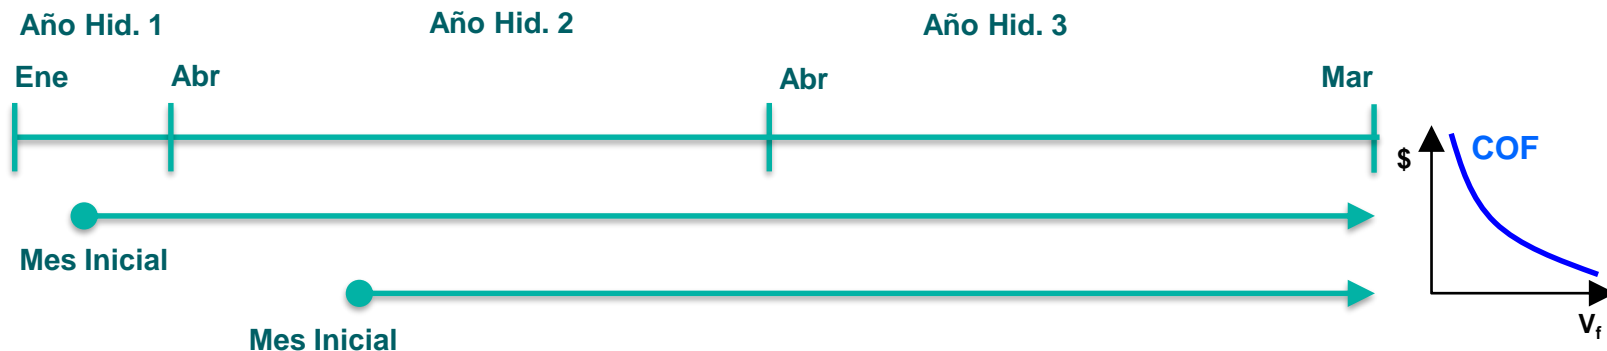 Año Hid. 1
Año Hid. 2
Año Hid. 3
Ene
Abr
Abr
Mar
$
COF
Mes Inicial
Mes Inicial
Vf